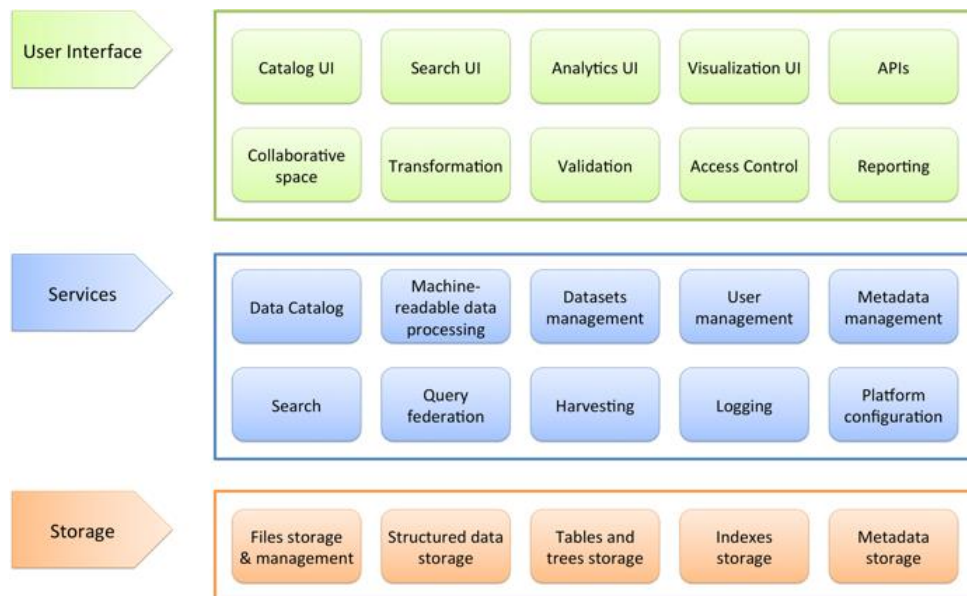 User Interface
Catalog UI
Search UI
Analytics UI
Visualization UI
APIs
Collaborative
space
Transformation
Validation
Access Control
Reporting
Services
Data Catalog
Machine-
readable data
processing
Datasets
management
User
management
Metadada
management
Search
Query
federation
Harvesting
Logging
Platform
configuration
Storage
Files storage
& management
Structured data
storage
Tables and
trees storage
Indexes
storage
Metadata
storage